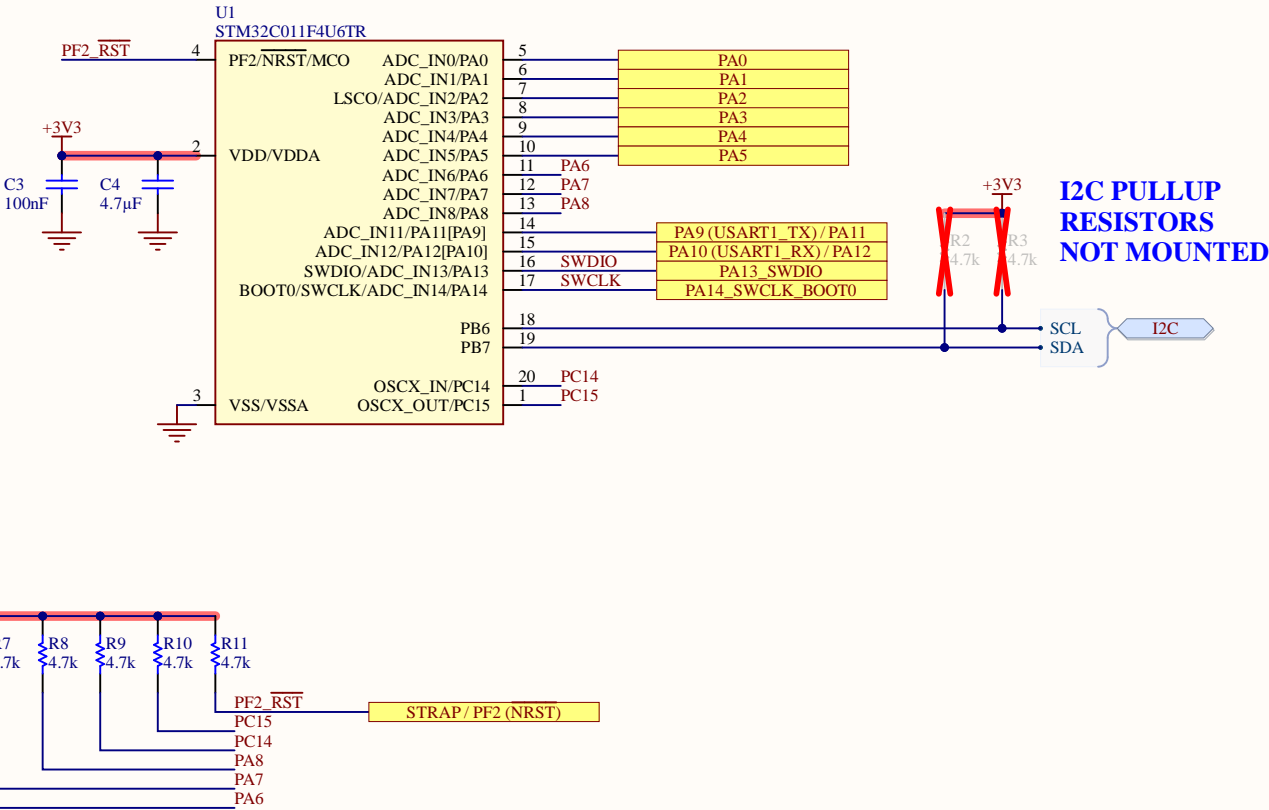 U1
STM32C011F4U6TR
PF2_RST
4
PF2/NRST/MCO
ADC_IN0/PA0
5
PA0
ADC_IN1/PA1
6
PA1
LSCO/ADC_IN2/PA2
7
PA2
ADC_IN3/PA3
8
PA3
ADC_IN4/PA4
9
PA4
+3V3
2
VDD/VDDA
ADC_IN5/PA5
10
PA5
ADC_IN6/PA6
11
PA6
ADC_IN7/PA7
12
PA7
ADC_IN8/PA8
13
PA8
C3
100nF
C4
4.7µF
ADC_IN11/PA11[PA9]
14
PA9 (USART1_TX) / PA11
ADC_IN12/PA12[PA10]
15
PA10 (USART1_RX) / PA12
SWDIO/ADC_IN13/PA13
16
SWDIO
PA13_SWDIO
BOOT0/SWCLK/ADC_IN14/PA14
17
SWCLK
PA14_SWCLK_BOOT0
+3V3
R2
4.7k
R3
4.7k
I2C PULLUP
RESISTORS
NOT MOUNTED
PB6
18
SCL
PB7
19
SDA
I2C
OSCX_IN/PC14
20
PC14
3
VSS/VSSA
OSCX_OUT/PC15
1
PC15
7
.7k
R8
4.7k
R9
4.7k
R10
4.7k
R11
4.7k
PF2_RST
STRAP / PF2 (NRST)
PC15
PC14
PA8
PA7
PA6